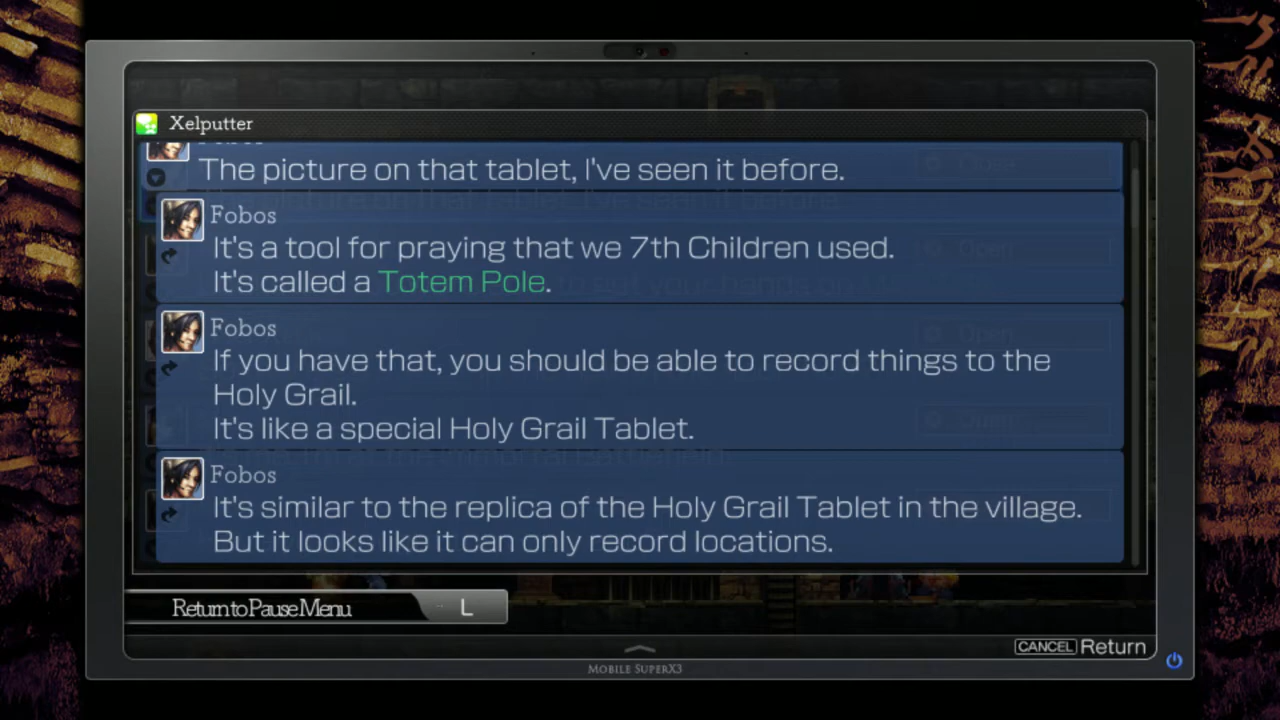 Xelputter
The picture on that tablet, I've seen it before.
Fobos
It's a tool for praying that we 7th Children used.
It's called a Totem Pole.
Fobos
If you have that, you should be able to record things to the
Holy Grail.
It's like a special Holy Grail Tablet.
Fobos
It's similar to the replica of the Holy Grail Tablet in the village.
But it looks like it can only record locations.
Return to Pause Menu
L
CANCEL Return
MOBILE SUPERX3